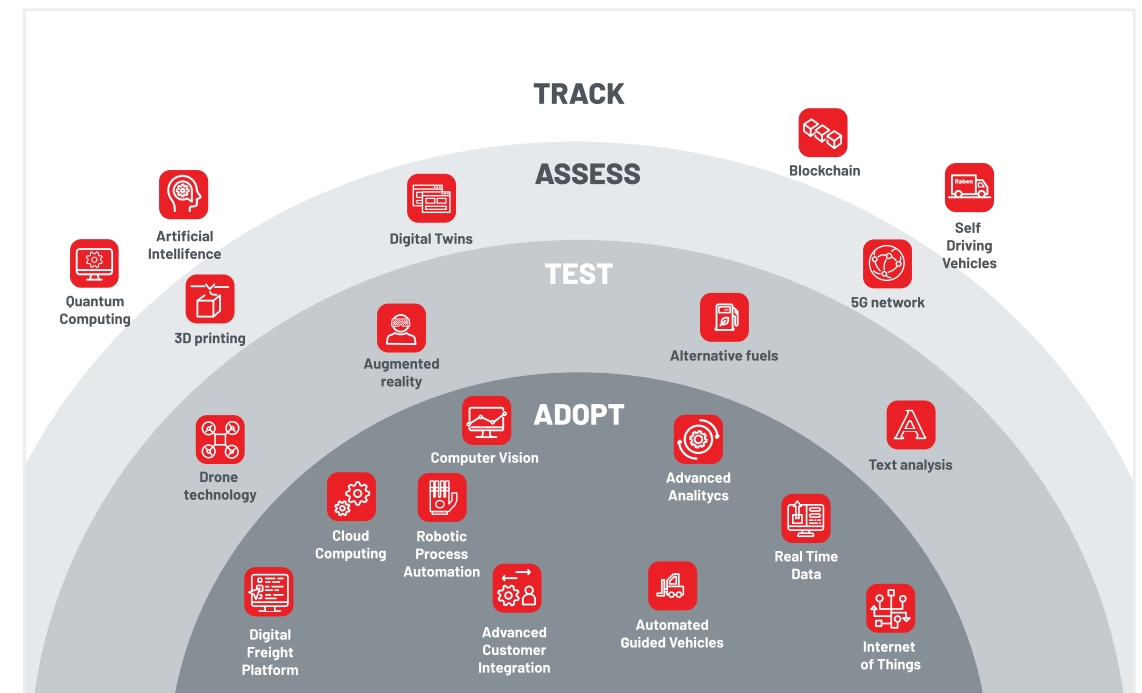 TRACK
Blockchain
ASSESS
Raben
Artificial
Intellifence
Digital Twins
Self
Driving
Vehicles
Quantum
Computing
3D printing
TEST
5G network
Augmented
reality
Alternative fuels
ADOPT
Computer Vision
Drone
technology
Advanced
Analitycs
A
Text analysis
Cloud
Computing
Robotic
Process
Automation
Real Time
Data
Digital
Freight
Platform
Advanced
Customer
Integration
Automated
Guided Vehicles
Internet
of Things